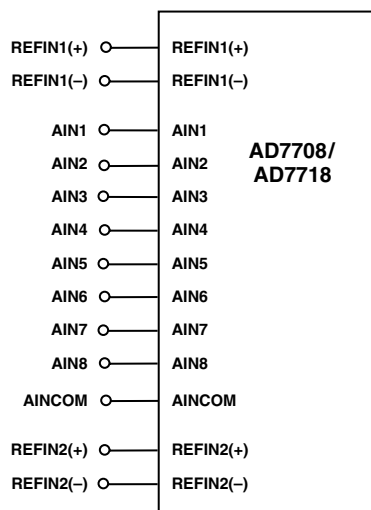 REFIN1(+) REFIN1(+)
REFIN1(–) REFIN1(–)
AIN1 AIN1
AIN2 AIN2
AD7708/
AD7718
AIN3 AIN3
AIN4 AIN4
AIN5 AIN5
AIN6 AIN6
AIN7 AIN7
AIN8 AIN8
AINCOM AINCOM
REFIN2(+) REFIN2(+)
REFIN2(–) REFIN2(–)